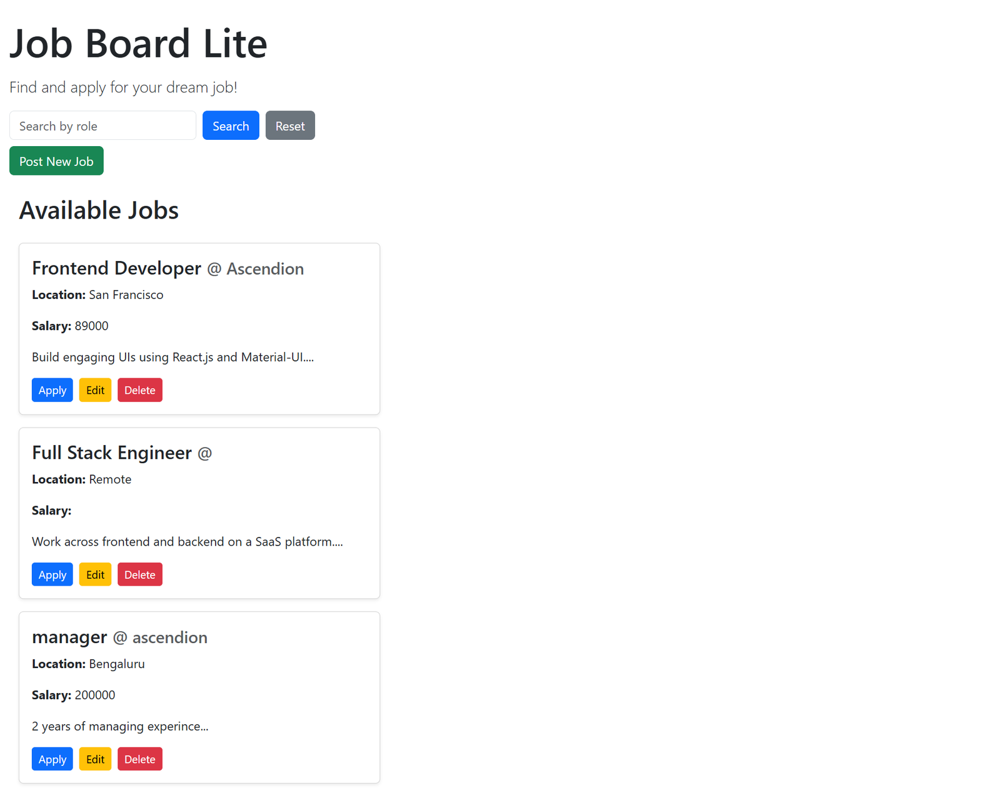 Job Board Lite
Find and apply for your dream job!
Search by role Search Reset
Post New Job
Available Jobs
Frontend Developer @ Ascendion
Location: San Francisco
Salary: 89000
Build engaging UIs using React.js and Material-UI....
Apply Edit Delete
Full Stack Engineer @
Location: Remote
Salary:
Work across frontend and backend on a SaaS platform....
Apply Edit Delete
manager @ ascendion
Location: Bengaluru
Salary: 200000
2 years of managing experince...
Apply Edit Delete